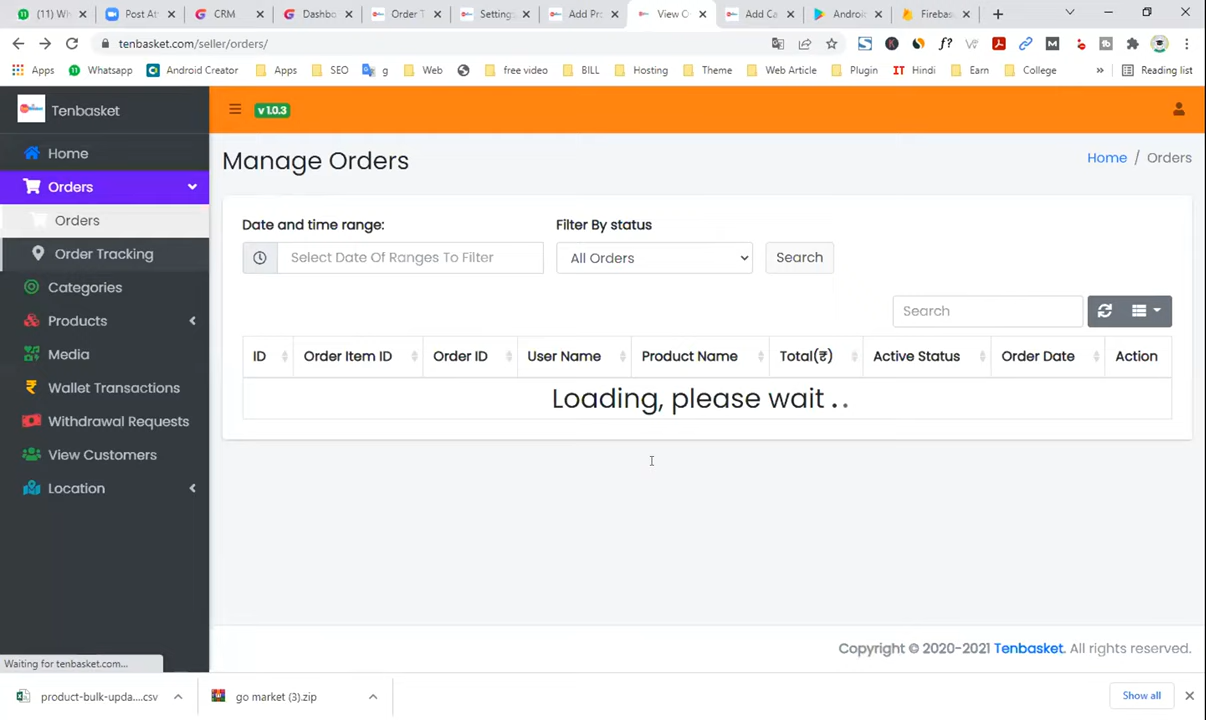 (11) Wh
Post At
CRM
Dashbo
Order T
Setting
Add Pr
View O
Add Ca
Androi
Firebas
tenbasket.com/seller/orders/
Apps
Whatsapp
Android Creator
Apps
SEO
g
Web
free video
BILL
Hosting
Theme
Web Article
Plugin
IT Hindi
Earn
College
»
Reading list
Tenbasket
v 1.0.3
Home
Manage Orders
Home / Orders
Orders
Orders
Order Tracking
Categories
Products
Media
Wallet Transactions
Withdrawal Requests
View Customers
Location
Date and time range:
Filter By status
Select Date Of Ranges To Filter
All Orders
Search
Search
ID
Order Item ID
Order ID
User Name
Product Name
Total(₹)
Active Status
Order Date
Action
Loading, please wait . .
Copyright © 2020-2021 Tenbasket. All rights reserved.
Waiting for tenbasket.com...
product-bulk-upda....csv
go market (3).zip
Show all